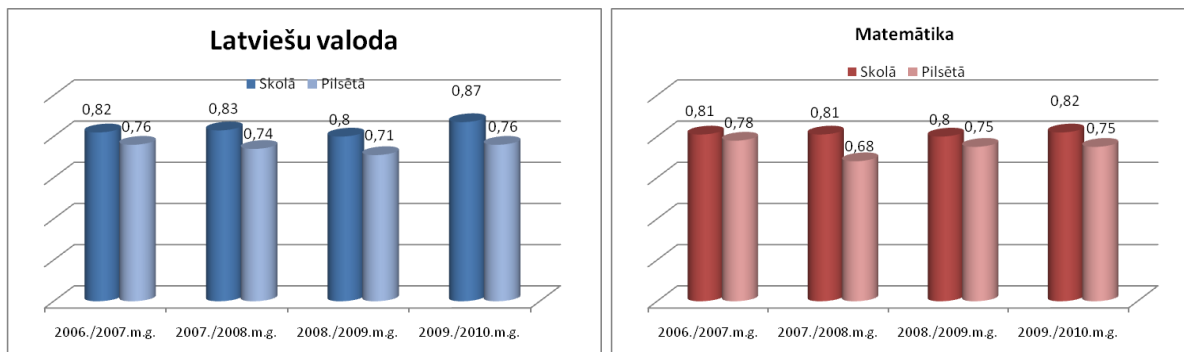 Latviešu valoda
Skolā Pilsētā
0,82 0,76 0,83 0,74 0,8 0,71 0,87 0,76
2006./2007.m.g. 2007./2008.m.g. 2008./2009.m.g. 2009./2010.m.g.
Matemātika
Skolā Pilsētā
0,81 0,78 0,81 0,68 0,8 0,75 0,82 0,75
2006./2007.m.g. 2007./2008.m.g. 2008./2009.m.g. 2009./2010.m.g.